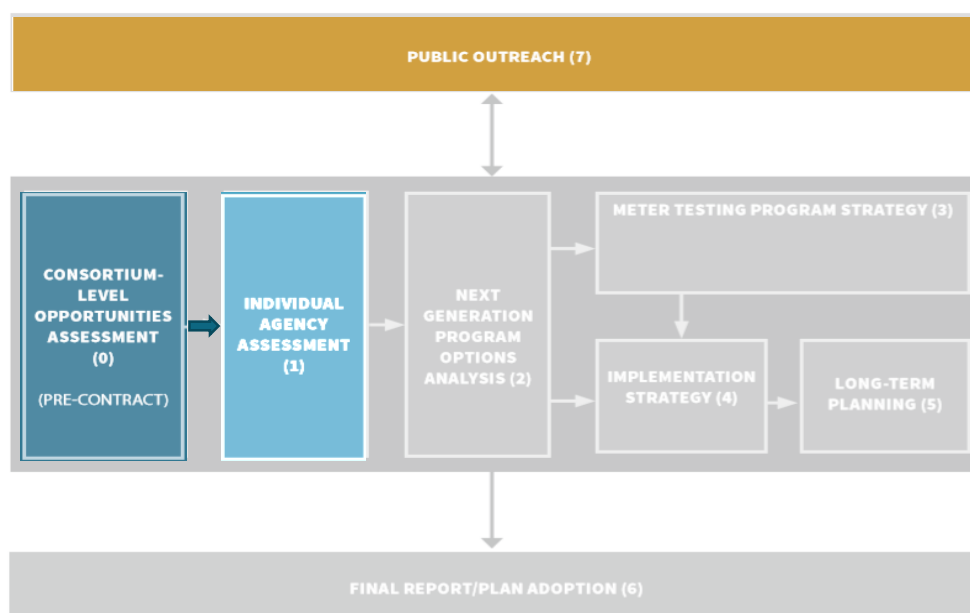 PUBLIC OUTREACH (7)
CONSORTIUM-
LEVEL
OPPORTUNITIES
ASSESSMENT
(0)
(PRE-CONTRACT)
INDIVIDUAL
AGENCY
ASSESSMENT
(1)
NEXT
GENERATION
PROGRAM
OPTIONS
ANALYSIS (2)
METER TESTING PROGRAM STRATEGY (3)
IMPLEMENTATION
STRATEGY (4)
LONG-TERM
PLANNING (5)
FINAL REPORT/PLAN ADOPTION (6)